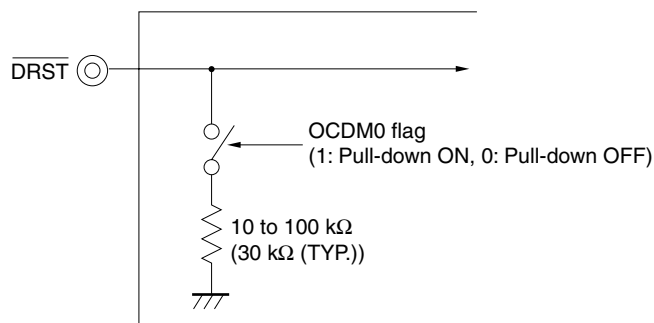 DRST
OCDM0 flag
(1: Pull-down ON, 0: Pull-down OFF)
10 to 100 kΩ
(30 kΩ (TYP.))